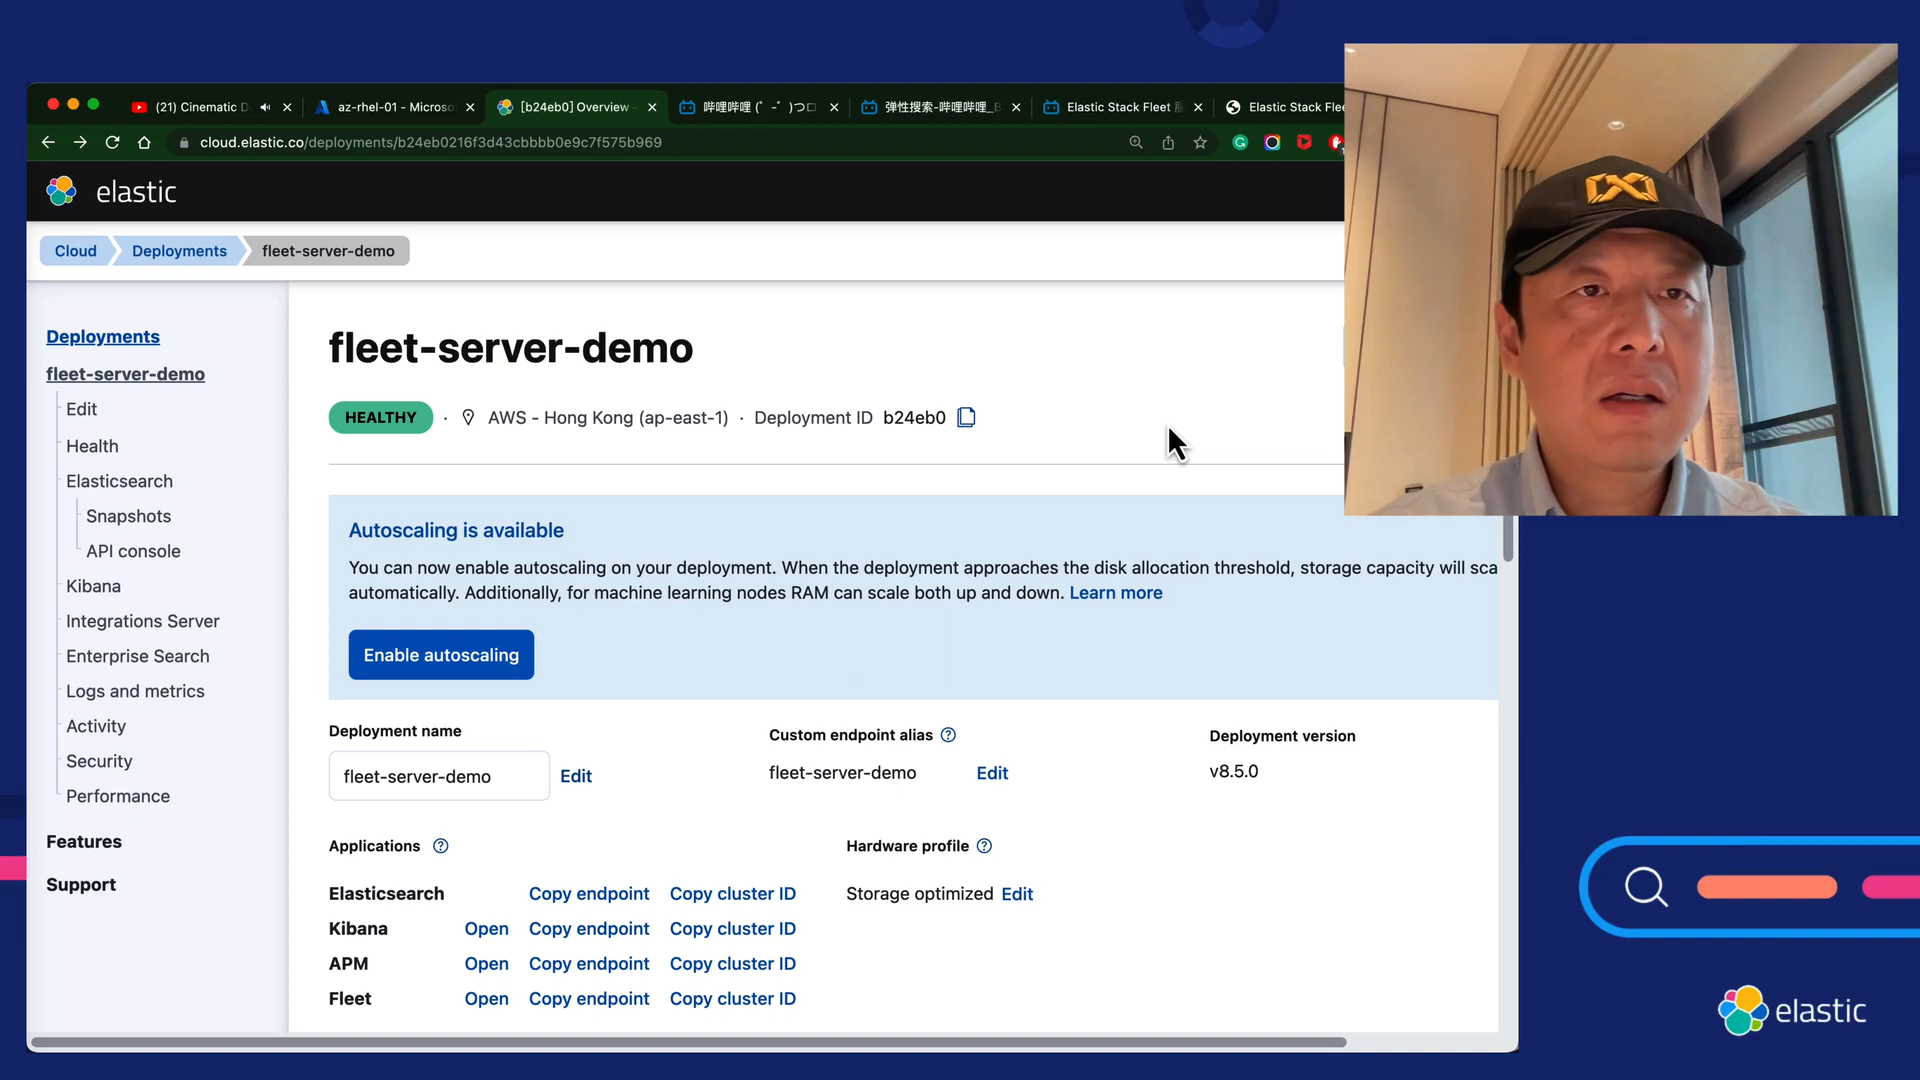 (21) Cinematic D
az-rhel-01 - Microso
[b24eb0] Overview -
哔哩哔哩 (゜-゜)つロ
弹性搜索-哔哩哔哩_B
Elastic Stack Fleet
Elastic Stack Flee
cloud.elastic.co/deployments/b24eb0216f3d43cbbbb0e9c7f575b969
elastic
Cloud
Deployments
fleet-server-demo
Deployments
fleet-server-demo
Edit
Health
Elasticsearch
Snapshots
API console
Kibana
Integrations Server
Enterprise Search
Logs and metrics
Activity
Security
Performance
Features
Support
fleet-server-demo
HEALTHY · AWS - Hong Kong (ap-east-1) · Deployment ID b24eb0
Autoscaling is available
You can now enable autoscaling on your deployment. When the deployment approaches the disk allocation threshold, storage capacity will sca
automatically. Additionally, for machine learning nodes RAM can scale both up and down. Learn more
Enable autoscaling
Deployment name
fleet-server-demo Edit
Custom endpoint alias
fleet-server-demo Edit
Deployment version
v8.5.0
Applications
Elasticsearch Copy endpoint Copy cluster ID
Kibana Open Copy endpoint Copy cluster ID
APM Open Copy endpoint Copy cluster ID
Fleet Open Copy endpoint Copy cluster ID
Hardware profile
Storage optimized Edit
elastic